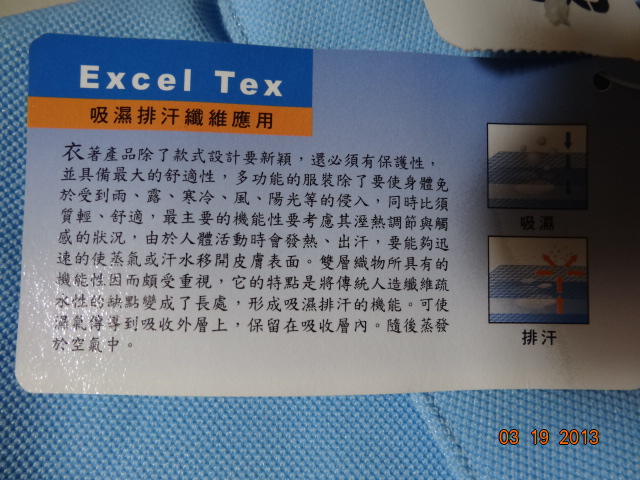 Excel Tex
吸濕排汗纖維應用
衣著產品除了款式設計要新穎，還必須有保護性，
並具備最大的舒適性，多功能的服裝除了要使身體免
於受到雨、露、寒冷、風、陽光等的侵入，同時比須
質輕、舒適，最主要的機能性要考慮其溼熱調節與觸
感的狀況，由於人體活動時會發熱、出汗，要能夠迅
速的使蒸氣或汗水移開皮膚表面。雙層織物所具有的
機能性因而頗受重視，它的特點是將傳統人造纖維疏
水性的缺點變成了長處，形成吸濕排汗的機能。可使
濕氣傳導到吸收外層上，保留在吸收層內。隨後蒸發
於空氣中。
吸濕
排汗
03 19 2013